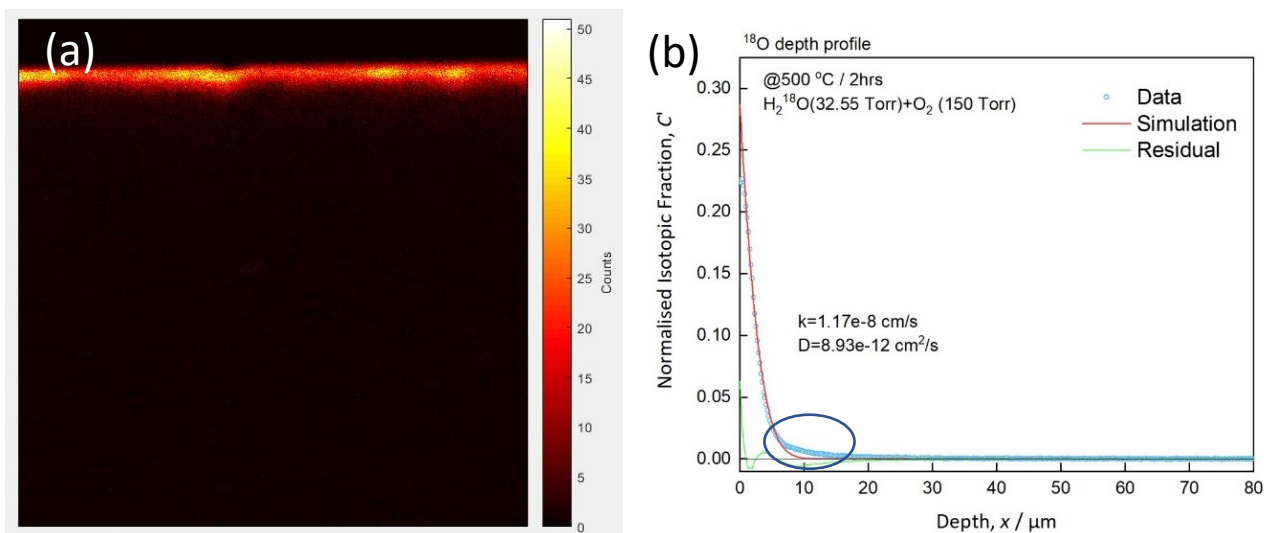 (a)
50
45
40
35
30
25
20
15
10
5
0
Counts
(b)
¹⁸O depth profile
@500 °C / 2hrs
H₂¹⁸O(32.55 Torr)+O₂ (150 Torr)
Data
Simulation
Residual
k=1.17e-8 cm/s
D=8.93e-12 cm²/s
Normalised Isotopic Fraction, C'
0.30
0.25
0.20
0.15
0.10
0.05
0.00
0 10 20 30 40 50 60 70 80
Depth, x / μm